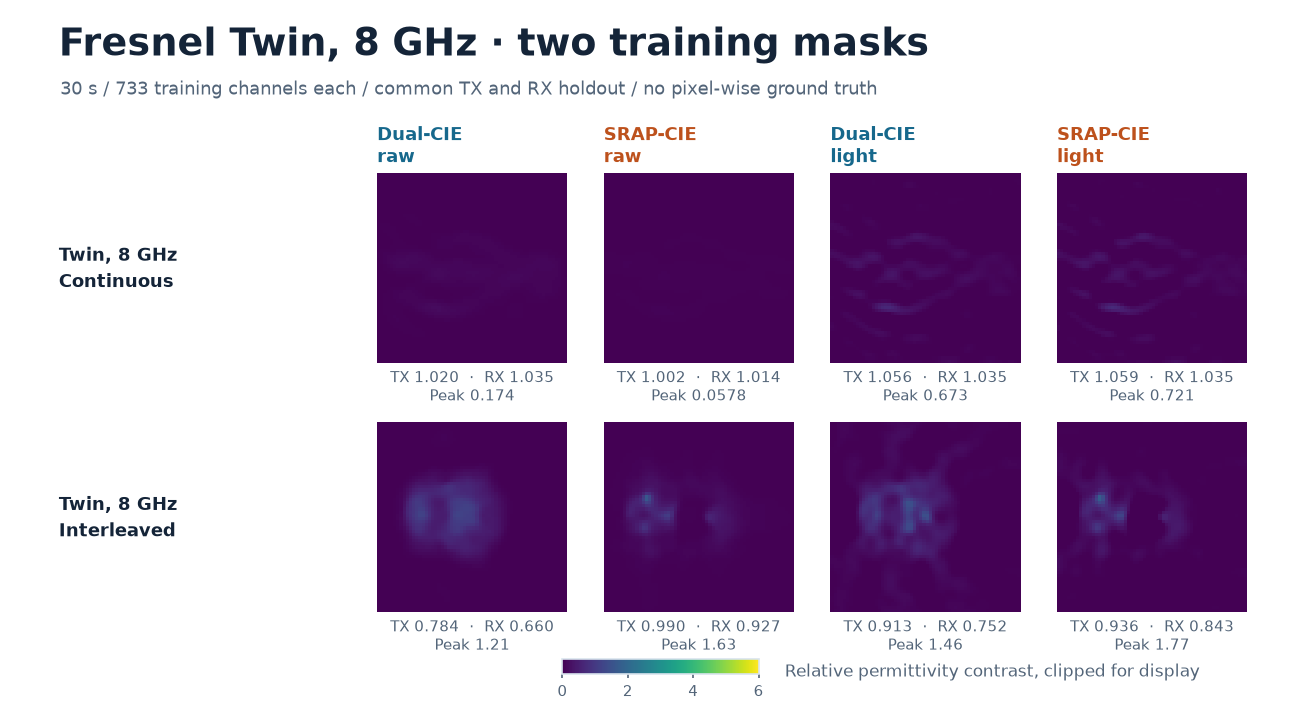 Fresnel Twin, 8 GHz · two training masks
30 s / 733 training channels each / common TX and RX holdout / no pixel-wise ground truth
Dual-CIE raw
SRAP-CIE raw
Dual-CIE light
SRAP-CIE light
Twin, 8 GHz
Continuous
TX 1.020 · RX 1.035
Peak 0.174
TX 1.002 · RX 1.014
Peak 0.0578
TX 1.056 · RX 1.035
Peak 0.673
TX 1.059 · RX 1.035
Peak 0.721
Twin, 8 GHz
Interleaved
TX 0.784 · RX 0.660
Peak 1.21
TX 0.990 · RX 0.927
Peak 1.63
TX 0.913 · RX 0.752
Peak 1.46
TX 0.936 · RX 0.843
Peak 1.77
0 2 4 6
Relative permittivity contrast, clipped for display